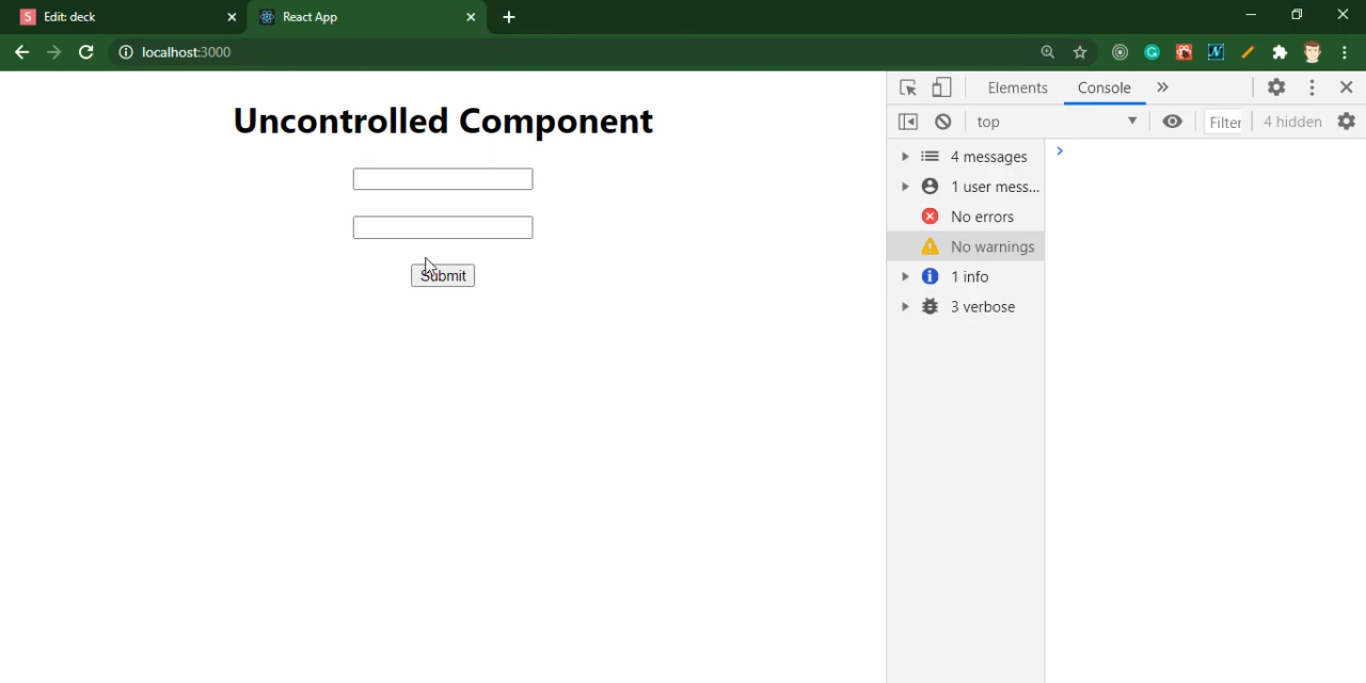 Edit: deck
React App
localhost:3000
Uncontrolled Component
Submit
Elements
Console
top
Filter
4 hidden
4 messages
1 user mess...
No errors
No warnings
1 info
3 verbose